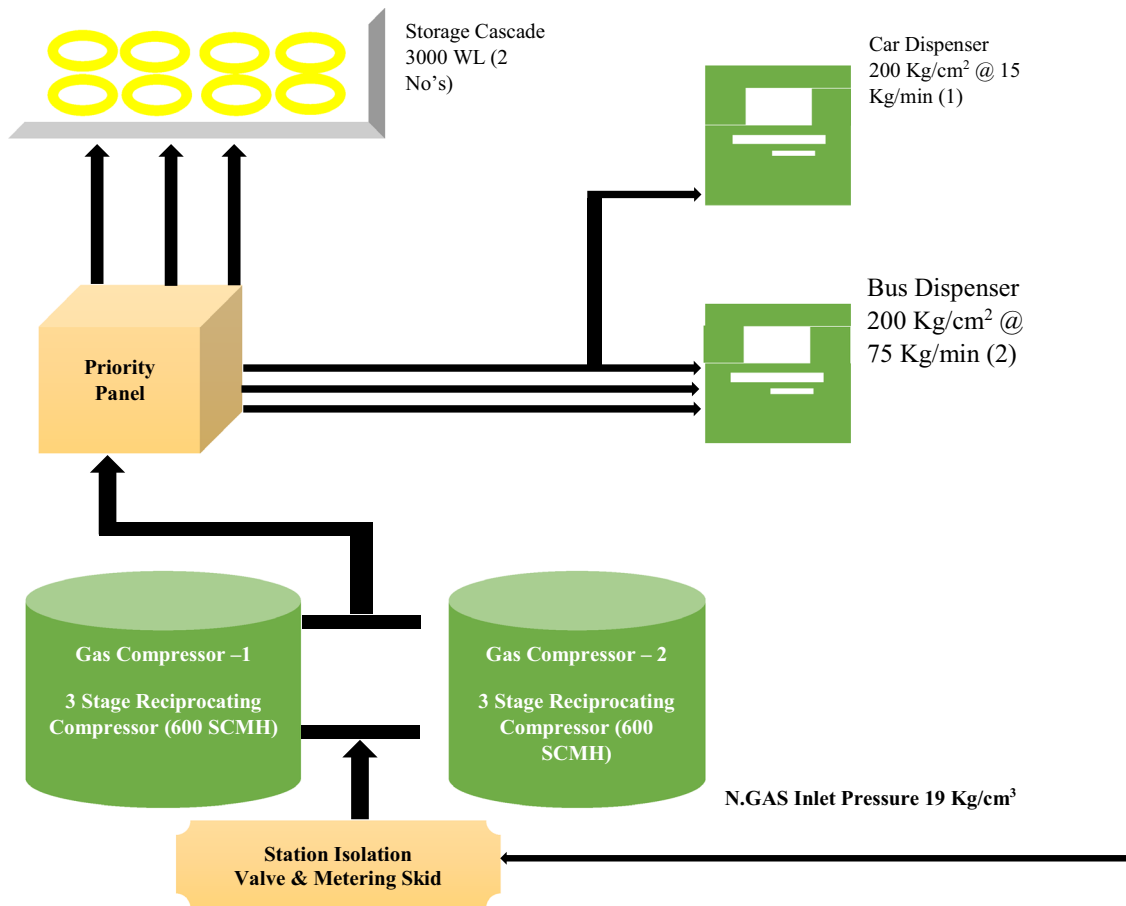 Storage Cascade
3000 WL (2
No’s)
Car Dispenser
200 Kg/cm² @ 15
Kg/min (1)
Bus Dispenser
200 Kg/cm² @
75 Kg/min (2)
Priority
Panel
Gas Compressor –1
3 Stage Reciprocating
Compressor (600 SCMH)
Gas Compressor – 2
3 Stage Reciprocating
Compressor (600
SCMH)
N.GAS Inlet Pressure 19 Kg/cm³
Station Isolation
Valve & Metering Skid